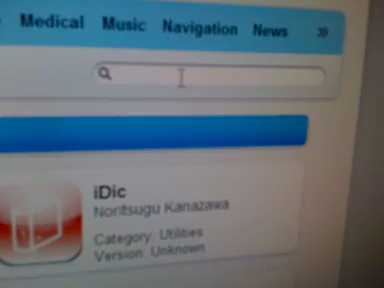 Medical Music Navigation News »
iDic
Noritsugu Kanazawa
Category: Utilities
Version: Unknown